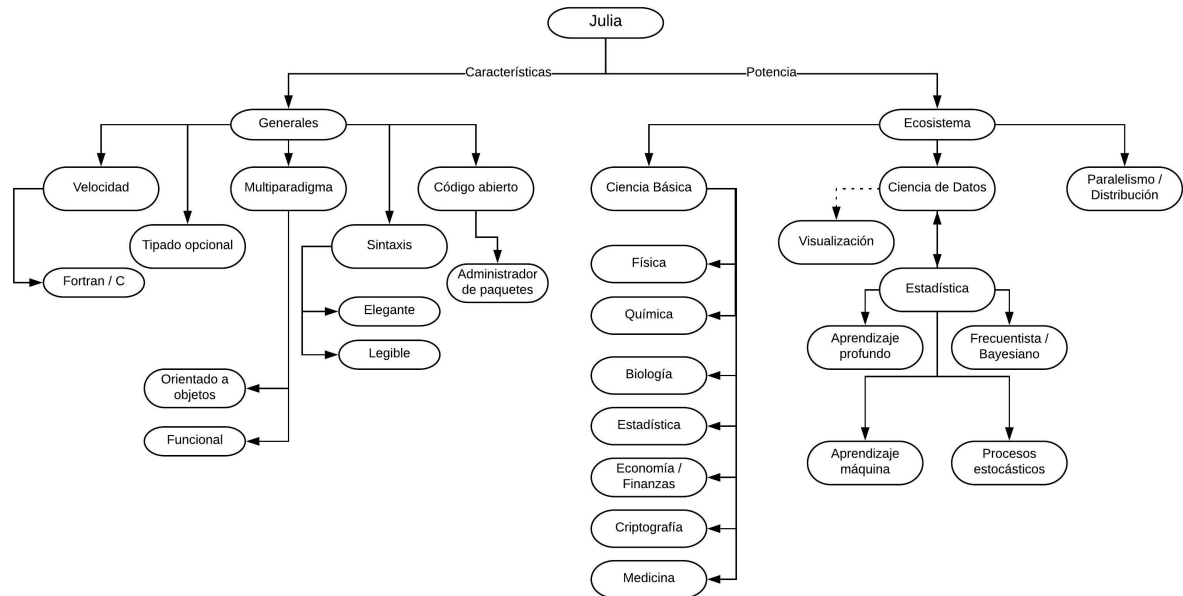 Julia
Características
Potencia
Generales
Ecosistema
Velocidad
Multiparadigma
Código abierto
Ciencia Básica
Ciencia de Datos
Paralelismo /
Distribución
Tipado opcional
Sintaxis
Visualización
Física
Fortran / C
Administrador
de paquetes
Estadística
Elegante
Química
Legible
Aprendizaje
profundo
Frecuentista /
Bayesiano
Orientado a
objetos
Biología
Funcional
Estadística
Aprendizaje
máquina
Procesos
estocásticos
Economía /
Finanzas
Criptografía
Medicina